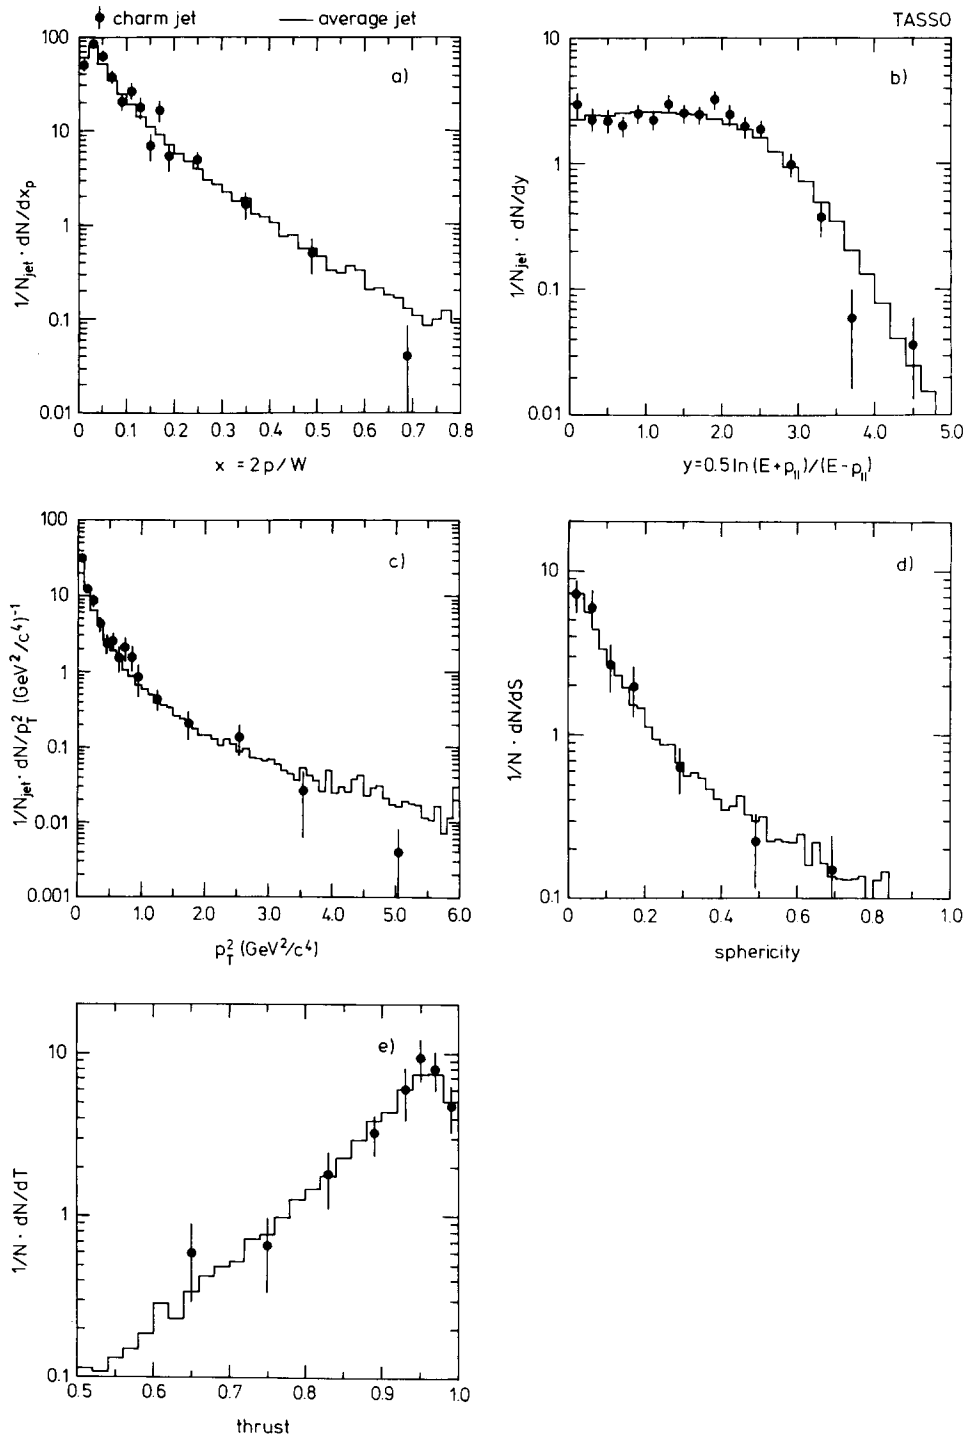 charm jet average jet TASSO
a)
1/N_jet · dN/dx_p
100
10
1
0.1
0.01
0 0.1 0.2 0.3 0.4 0.5 0.6 0.7 0.8
x = 2p/W
b)
1/N_jet · dN/dy
10
1
0.1
0.01
0 1.0 2.0 3.0 4.0 5.0
y=0.5 ln (E+p_||)/(E-p_||)
c)
1/N_jet · dN/p_T^2 (GeV^2/c^4)^-1
100
10
1
0.1
0.01
0.001
0 1.0 2.0 3.0 4.0 5.0 6.0
p_T^2 (GeV^2/c^4)
d)
1/N · dN/dS
10
1
0.1
0 0.2 0.4 0.6 0.8 1.0
sphericity
e)
1/N · dN/dT
10
1
0.1
0.5 0.6 0.7 0.8 0.9 1.0
thrust